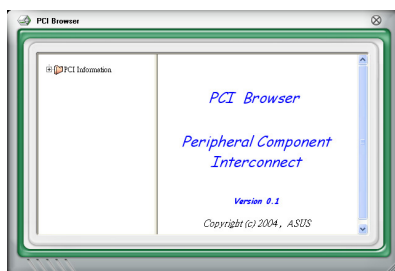 PCI Browser
PCI Information
PCI Browser
Peripheral Component
Interconnect
Version 0.1
Copyright (c) 2004, ASUS